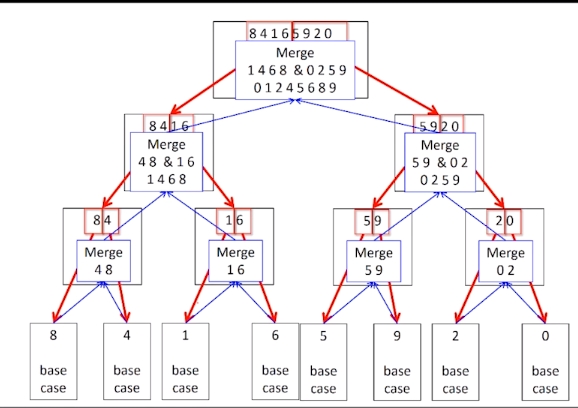 8 4 1 6 5 9 2 0
Merge
1 4 6 8 & 0 2 5 9
0 1 2 4 5 6 8 9
8 4 1 6
Merge
4 8 & 1 6
1 4 6 8
5 9 2 0
Merge
5 9 & 0 2
0 2 5 9
8 4
Merge
4 8
1 6
Merge
1 6
5 9
Merge
5 9
2 0
Merge
0 2
8
base
case
4
base
case
1
base
case
6
base
case
5
base
case
9
base
case
2
base
case
0
base
case